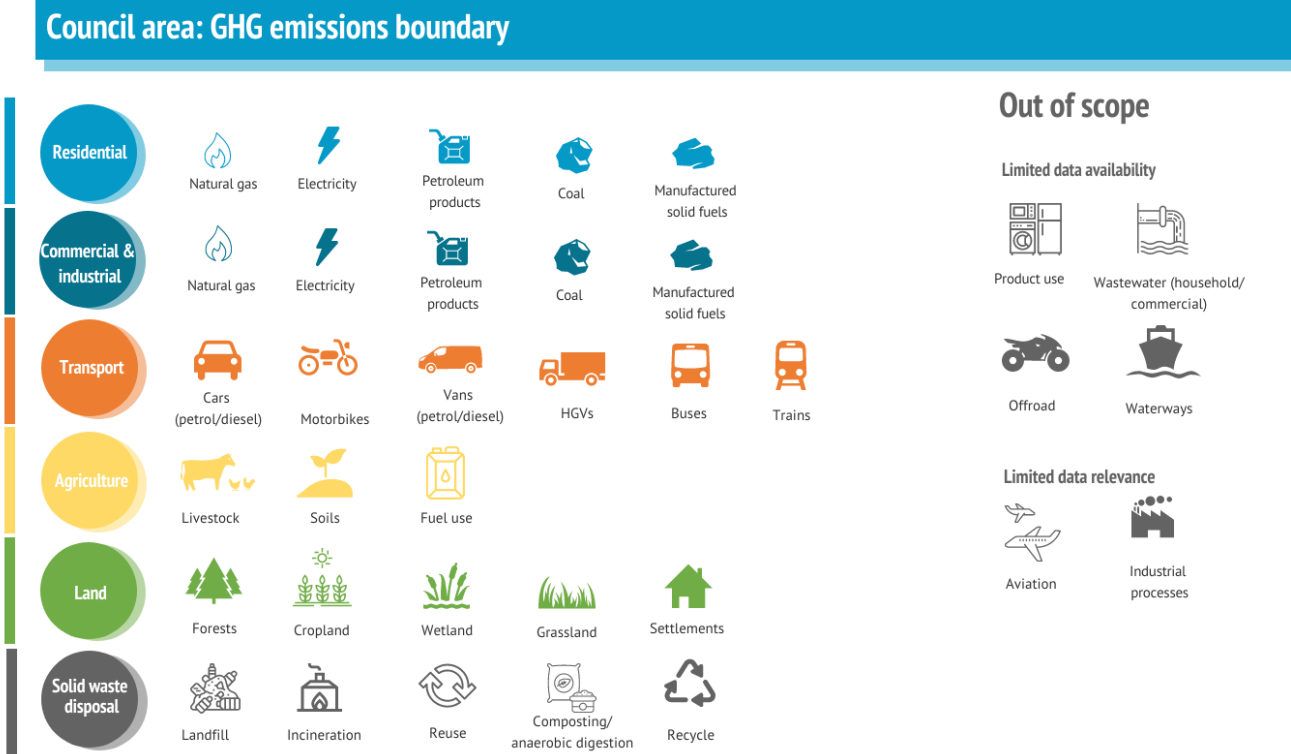 Council area: GHG emissions boundary
Residential
Natural gas
Electricity
Petroleum
products
Coal
Manufactured
solid fuels
Commercial &
industrial
Natural gas
Electricity
Petroleum
products
Coal
Manufactured
solid fuels
Transport
Cars
(petrol/diesel)
Motorbikes
Vans
(petrol/diesel)
HGVs
Buses
Trains
Agriculture
Livestock
Soils
Fuel use
Land
Forests
Cropland
Wetland
Grassland
Settlements
Solid waste
disposal
Landfill
Incineration
Reuse
Composting/
anaerobic digestion
Recycle
Out of scope
Limited data availability
Product use
Wastewater (household/
commercial)
Offroad
Waterways
Limited data relevance
Aviation
Industrial
processes